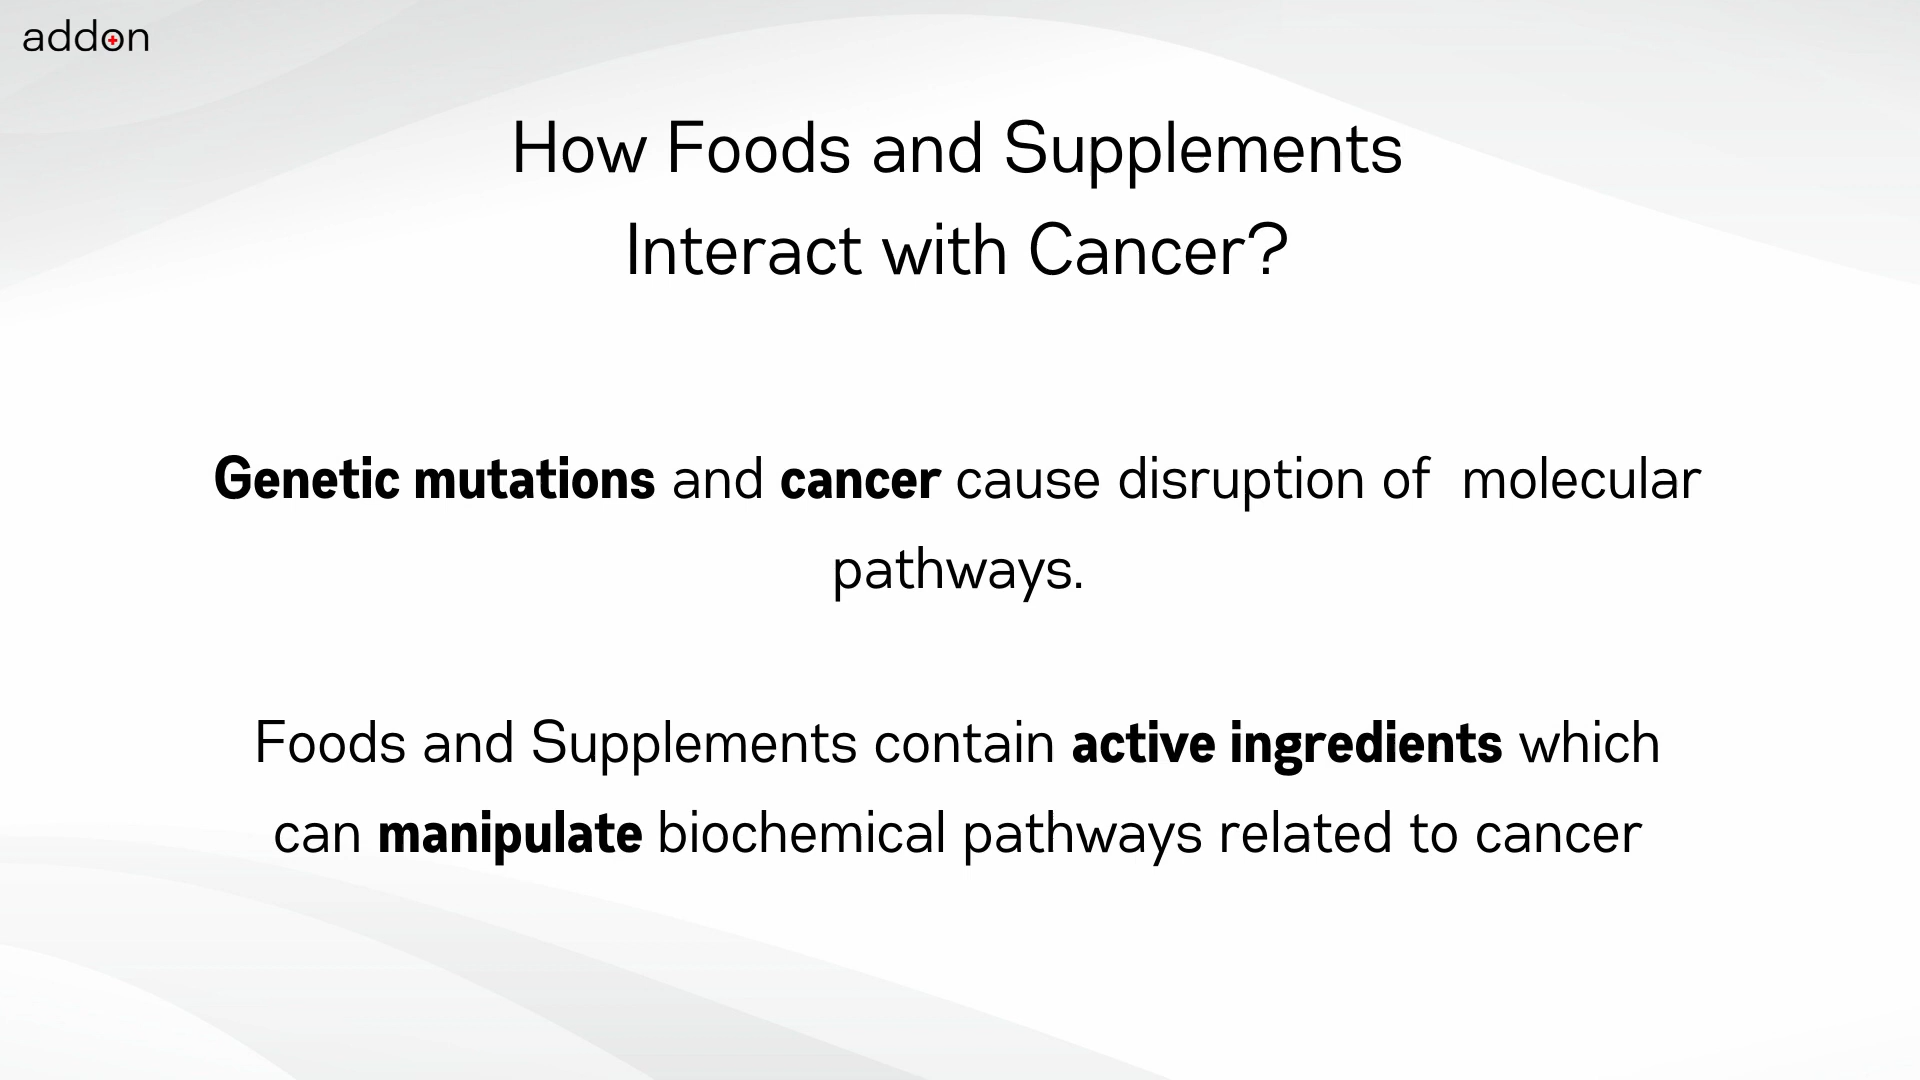 addon
How Foods and Supplements
Interact with Cancer?
Genetic mutations and cancer cause disruption of  molecular
pathways.
Foods and Supplements contain active ingredients which
can manipulate biochemical pathways related to cancer